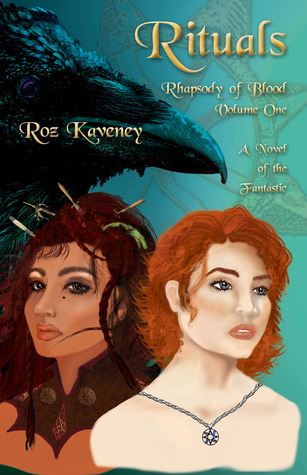 Rituals
Rhapsody of Blood
Volume One
Roz Kaveney
A Novel
of the
Fantastic